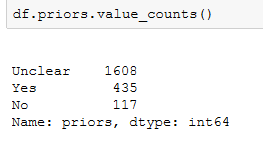 df.priors.value_counts()
Unclear    1608
Yes         435
No          117
Name: priors, dtype: int64